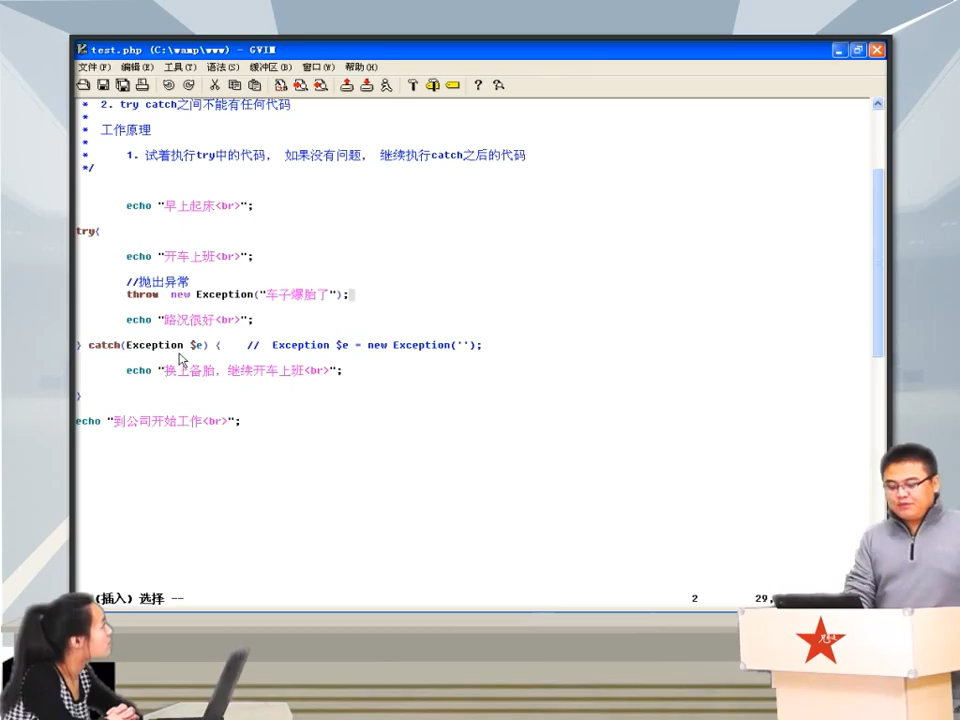 test.php (C:\wamp\www) - GVIM
文件(F) 编辑(E) 工具(T) 语法(S) 缓冲区(B) 窗口(W) 帮助(H)
* 2. try catch之间不能有任何代码
*
* 工作原理
*
* 1. 试着执行try中的代码, 如果没有问题, 继续执行catch之后的代码
*/
echo "早上起床<br>";
try{
echo "开车上班<br>";
//抛出异常
throw new Exception("车子爆胎了");
echo "路况很好<br>";
} catch(Exception $e) { // Exception $e = new Exception('');
echo "换上备胎, 继续开车上班<br>";
}
echo "到公司开始工作<br>";
(插入) 选择 -- 2 29,